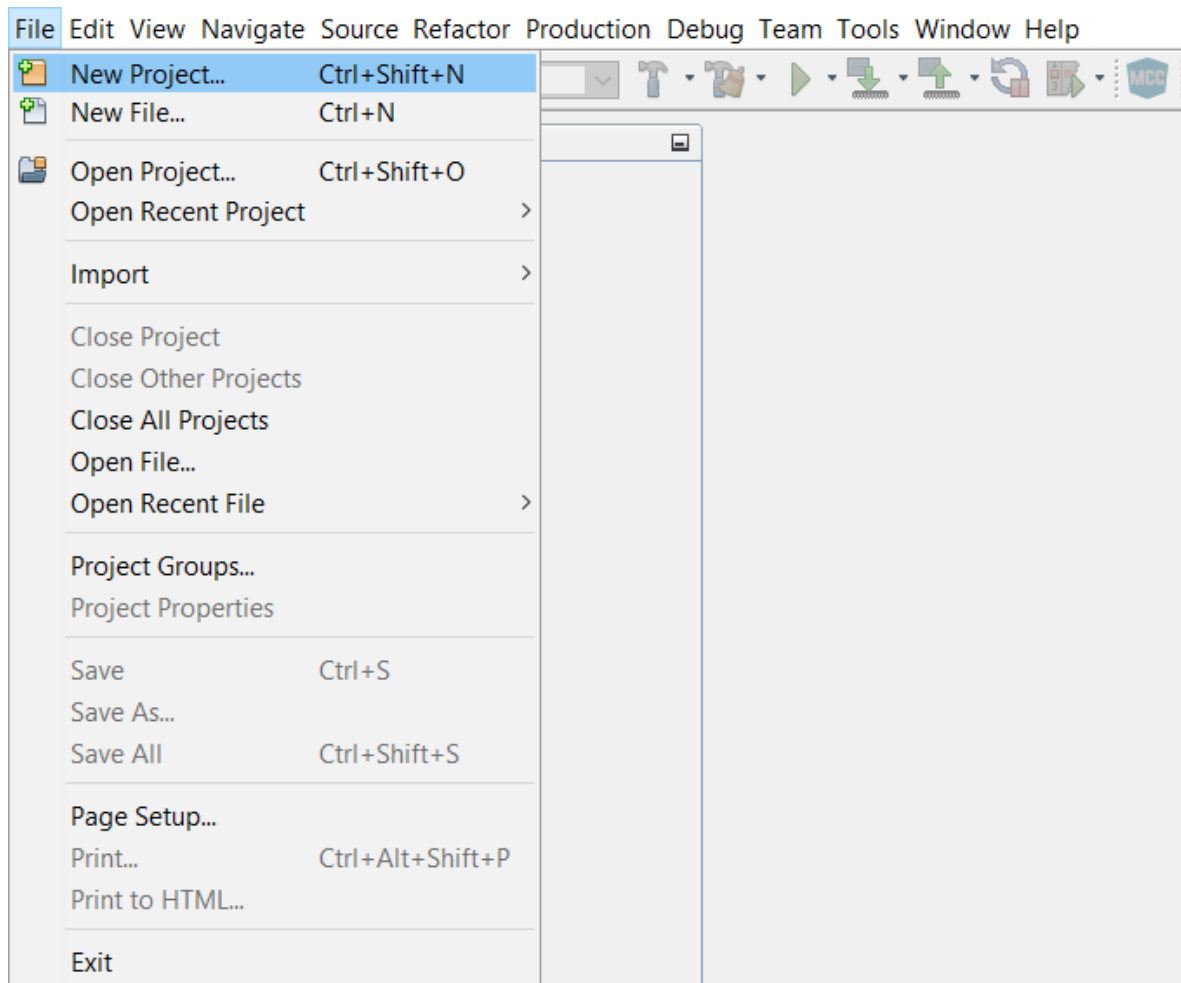 File Edit View Navigate Source Refactor Production Debug Team Tools Window Help
New Project... Ctrl+Shift+N
New File... Ctrl+N
Open Project... Ctrl+Shift+O
Open Recent Project
Import
Close Project
Close Other Projects
Close All Projects
Open File...
Open Recent File
Project Groups...
Project Properties
Save Ctrl+S
Save As...
Save All Ctrl+Shift+S
Page Setup...
Print... Ctrl+Alt+Shift+P
Print to HTML...
Exit
MCC